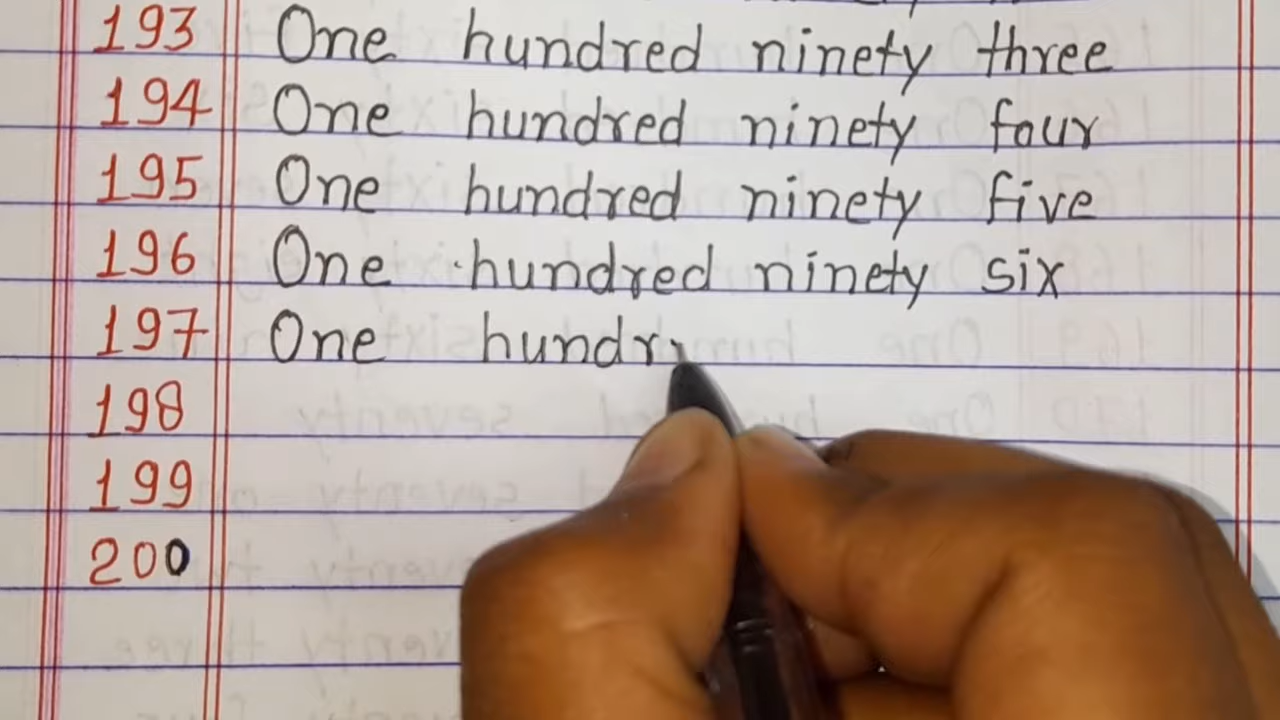 193 One hundred ninety three
194 One hundred ninety four
195 One hundred ninety five
196 One hundred ninety six
197 One hundr
198
199
200